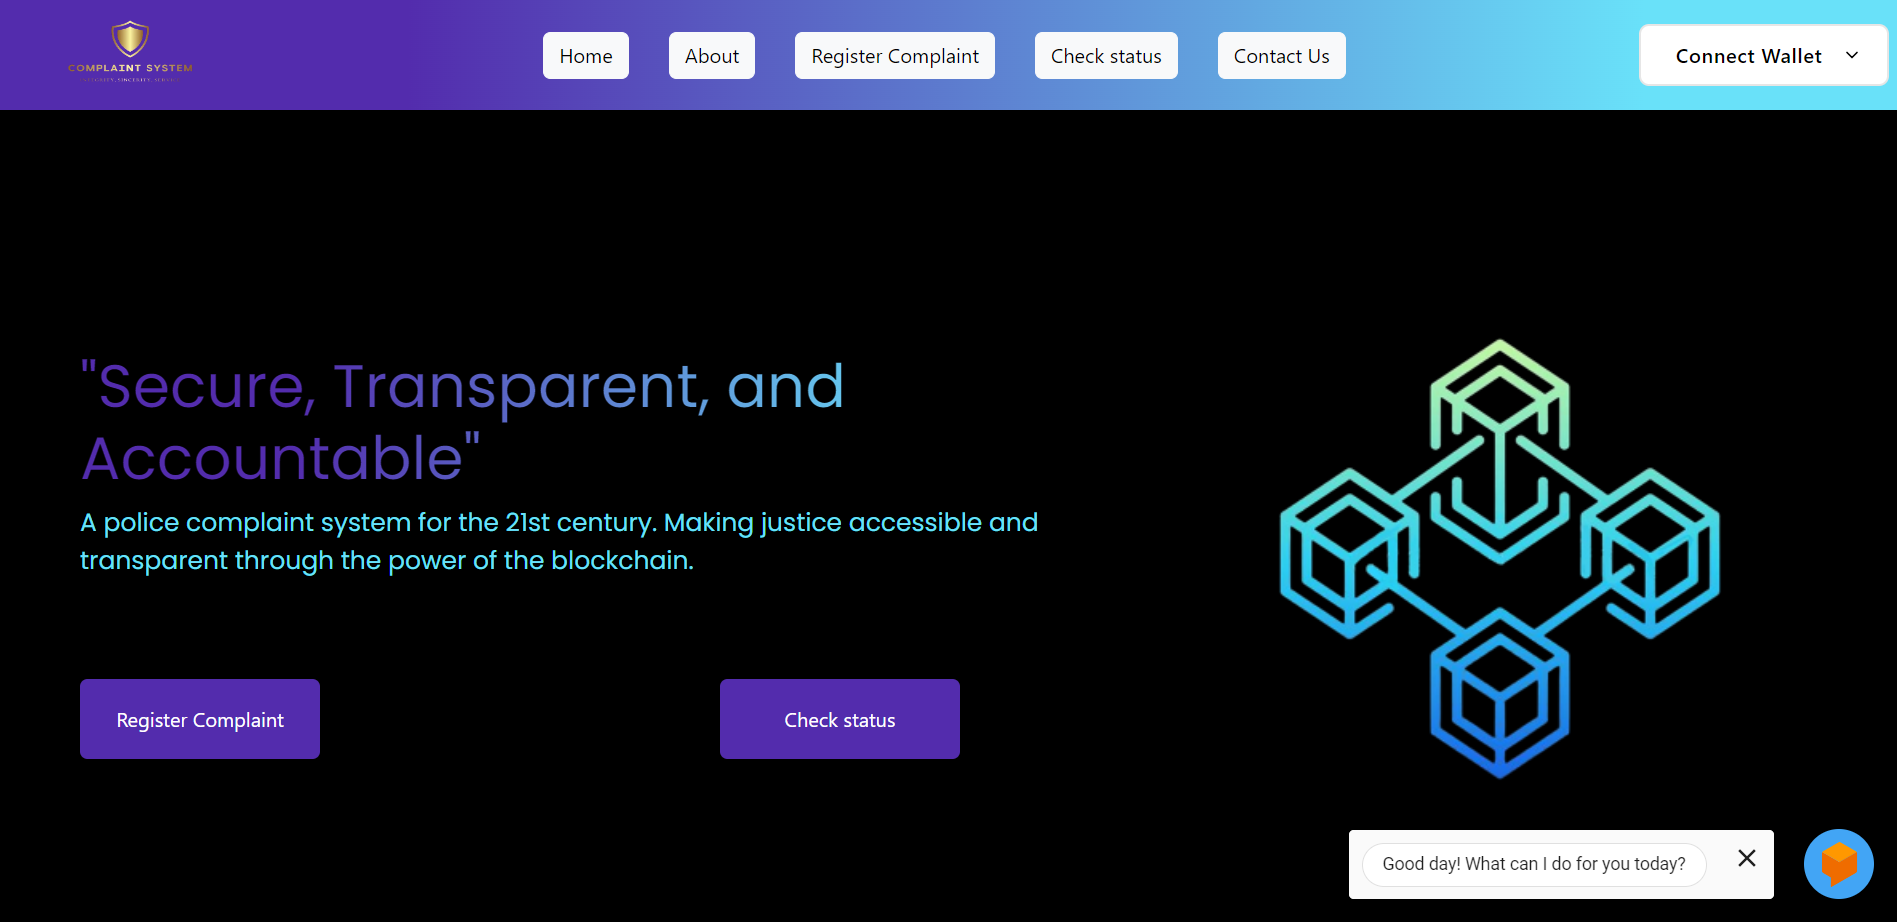 COMPLAINT SYSTEM
Home
About
Register Complaint
Check status
Contact Us
Connect Wallet
"Secure, Transparent, and
Accountable"
A police complaint system for the 21st century. Making justice accessible and
transparent through the power of the blockchain.
Register Complaint
Check status
Good day! What can I do for you today?